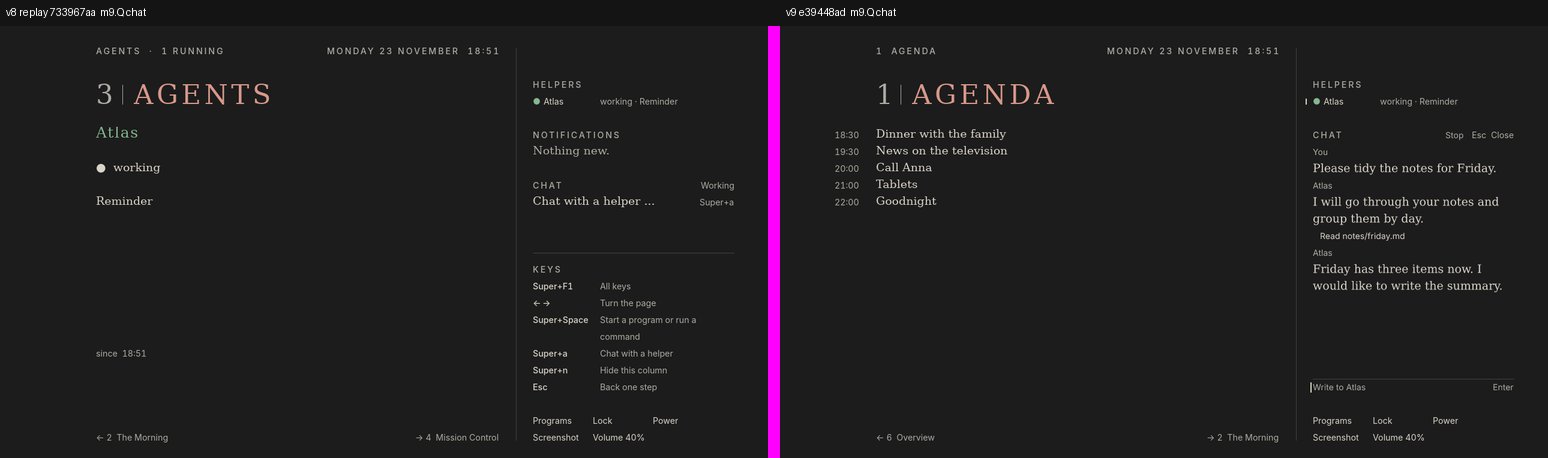 v8 replay 733967aa m9.Qchat
AGENTS · 1 RUNNING
MONDAY 23 NOVEMBER 18:51
3 AGENTS
Atlas
working
Reminder
since 18:51
← 2 The Morning
→ 4 Mission Control
HELPERS
Atlas working · Reminder
NOTIFICATIONS
Nothing new.
CHAT Working
Chat with a helper ... Super+a
KEYS
Super+F1 All keys
← → Turn the page
Super+Space Start a program or run a
command
Super+a Chat with a helper
Super+n Hide this column
Esc Back one step
Programs Lock Power
Screenshot Volume 40%
v9 e39448ad m9.Qchat
1 AGENDA
MONDAY 23 NOVEMBER 18:51
1 AGENDA
18:30 Dinner with the family
19:30 News on the television
20:00 Call Anna
21:00 Tablets
22:00 Goodnight
← 6 Overview
→ 2 The Morning
HELPERS
Atlas working · Reminder
CHAT Stop Esc Close
You
Please tidy the notes for Friday.
Atlas
I will go through your notes and
group them by day.
Read notes/friday.md
Atlas
Friday has three items now. I
would like to write the summary.
Write to Atlas Enter
Programs Lock Power
Screenshot Volume 40%